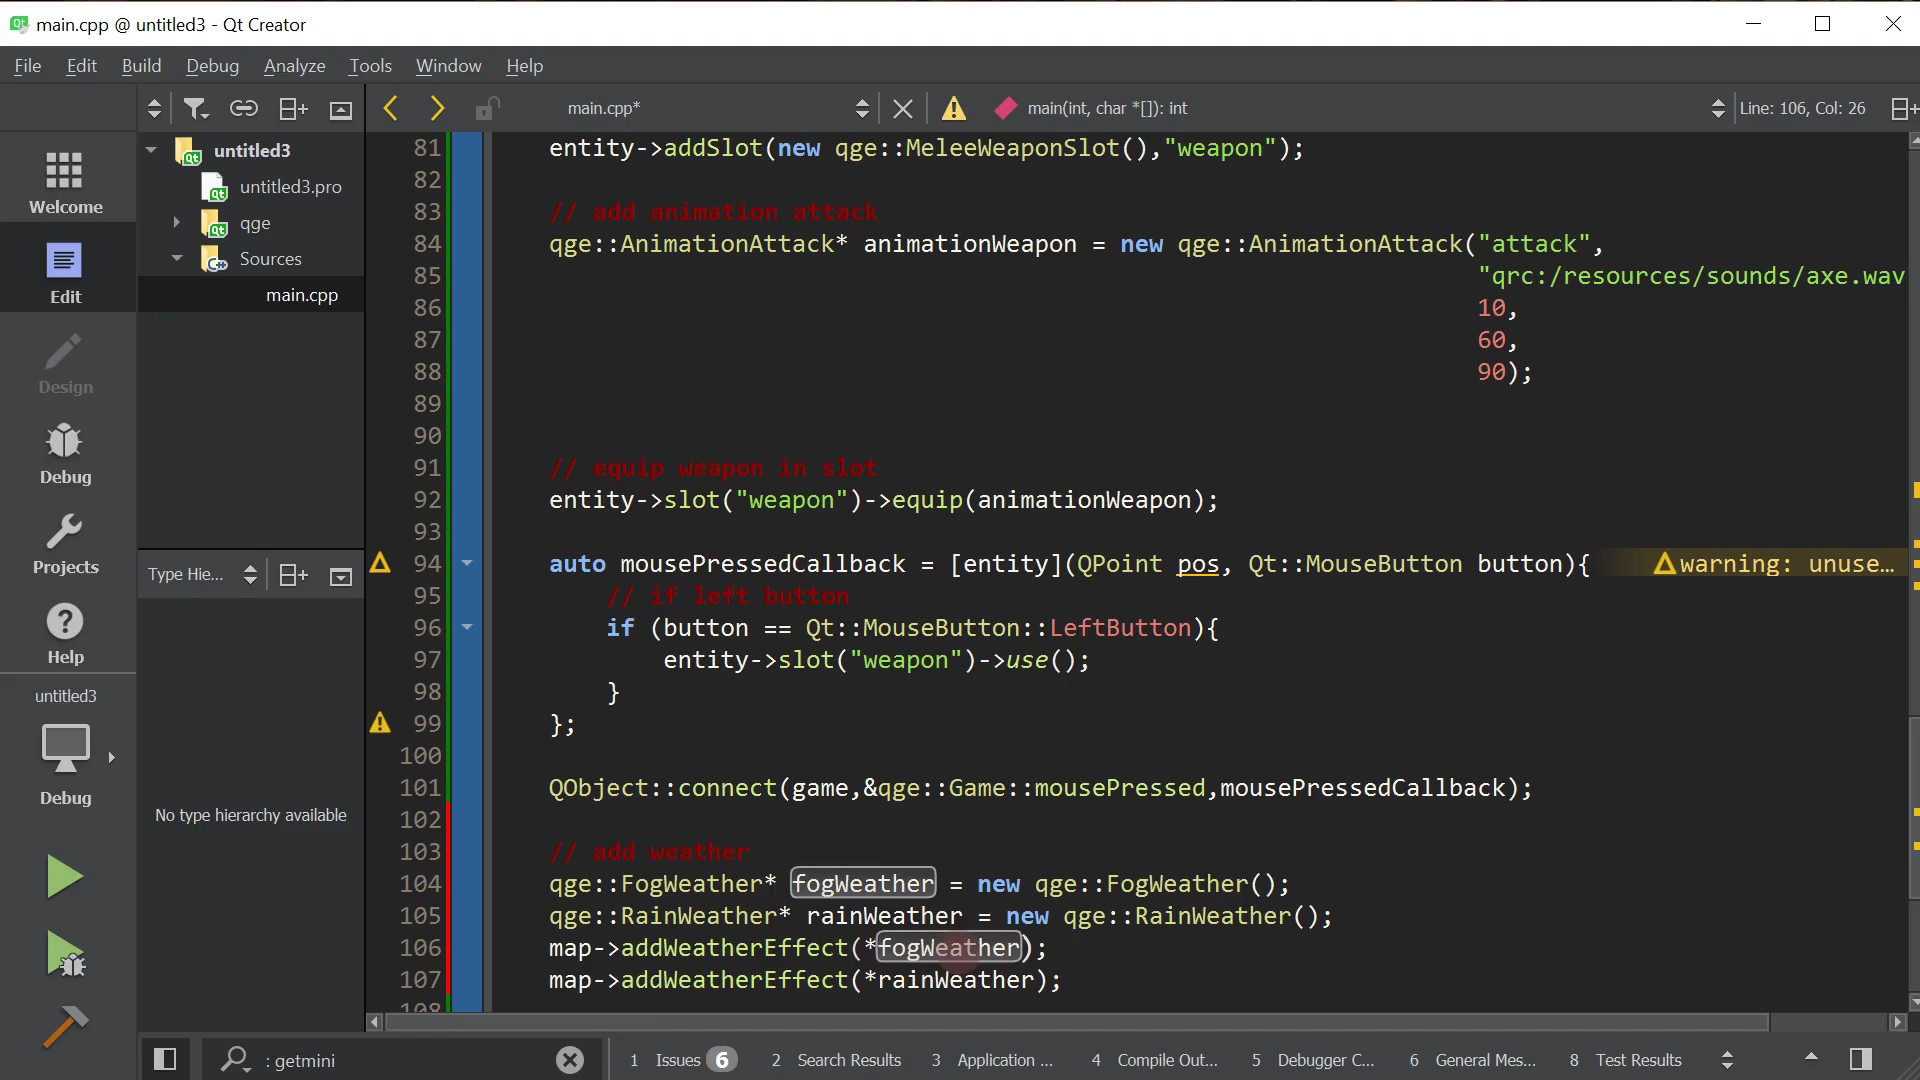 main.cpp @ untitled3 - Qt Creator
File Edit Build Debug Analyze Tools Window Help
main.cpp* main(int, char *[]): int Line: 106, Col: 26
Welcome
Edit
Design
Debug
Projects
Help
untitled3
Debug
untitled3
untitled3.pro
qge
Sources
main.cpp
Type Hie...
No type hierarchy available
81 entity->addSlot(new qge::MeleeWeaponSlot(),"weapon");
82
83 // add animation attack
84 qge::AnimationAttack* animationWeapon = new qge::AnimationAttack("attack",
85 "qrc:/resources/sounds/axe.wav
86 10,
87 60,
88 90);
89
90
91 // equip weapon in slot
92 entity->slot("weapon")->equip(animationWeapon);
93
94 auto mousePressedCallback = [entity](QPoint pos, Qt::MouseButton button){ warning: unuse...
95 // if left button
96 if (button == Qt::MouseButton::LeftButton){
97 entity->slot("weapon")->use();
98 }
99 };
100
101 QObject::connect(game,&qge::Game::mousePressed,mousePressedCallback);
102
103 // add weather
104 qge::FogWeather* fogWeather = new qge::FogWeather();
105 qge::RainWeather* rainWeather = new qge::RainWeather();
106 map->addWeatherEffect(*fogWeather);
107 map->addWeatherEffect(*rainWeather);
108
: getmini 1 Issues 6 2 Search Results 3 Application ... 4 Compile Out... 5 Debugger C... 6 General Mes... 8 Test Results